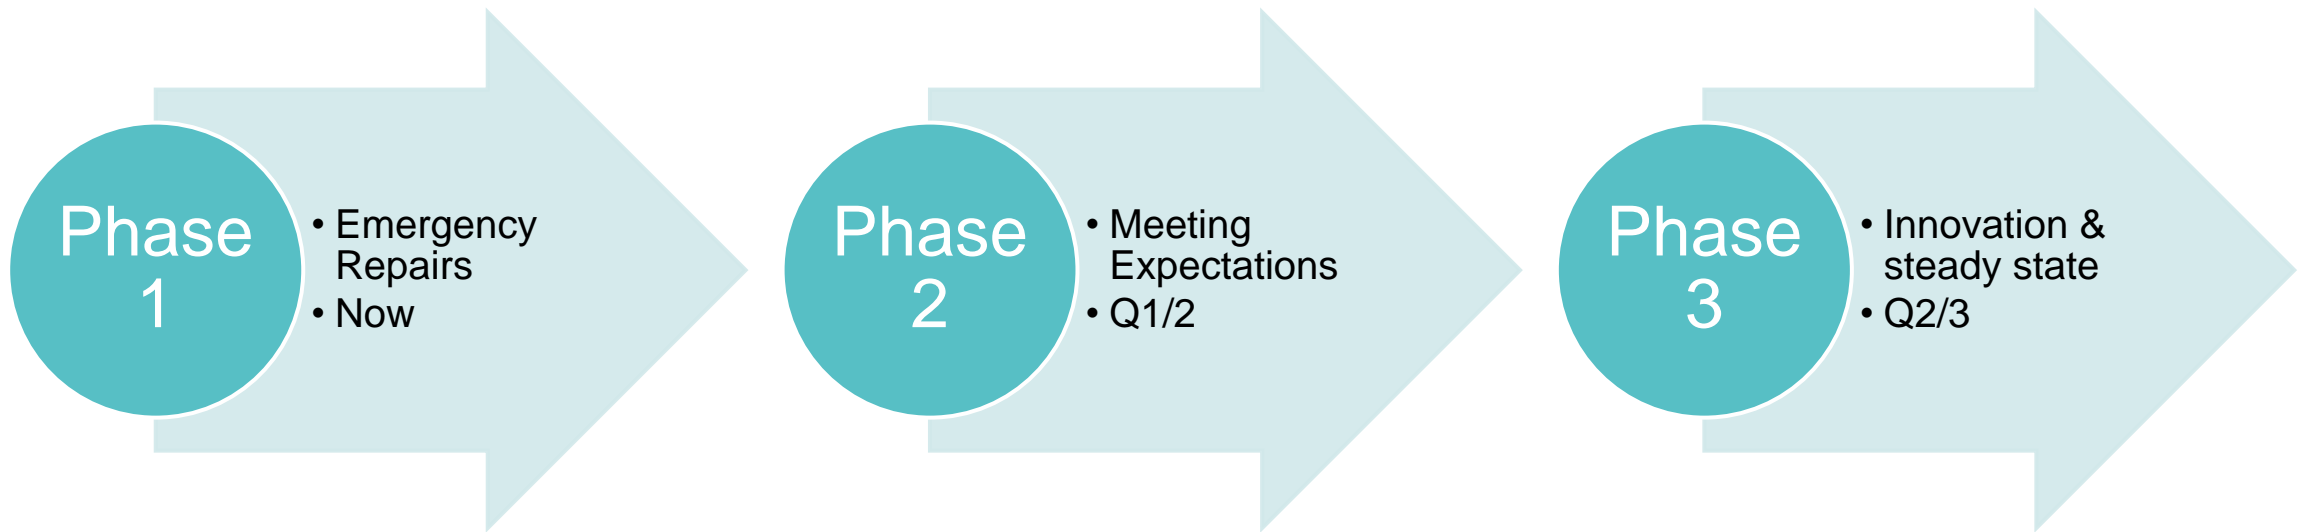 Phase
1
• Emergency
Repairs
• Now
Phase
2
• Meeting
Expectations
• Q1/2
Phase
3
• Innovation &
steady state
• Q2/3